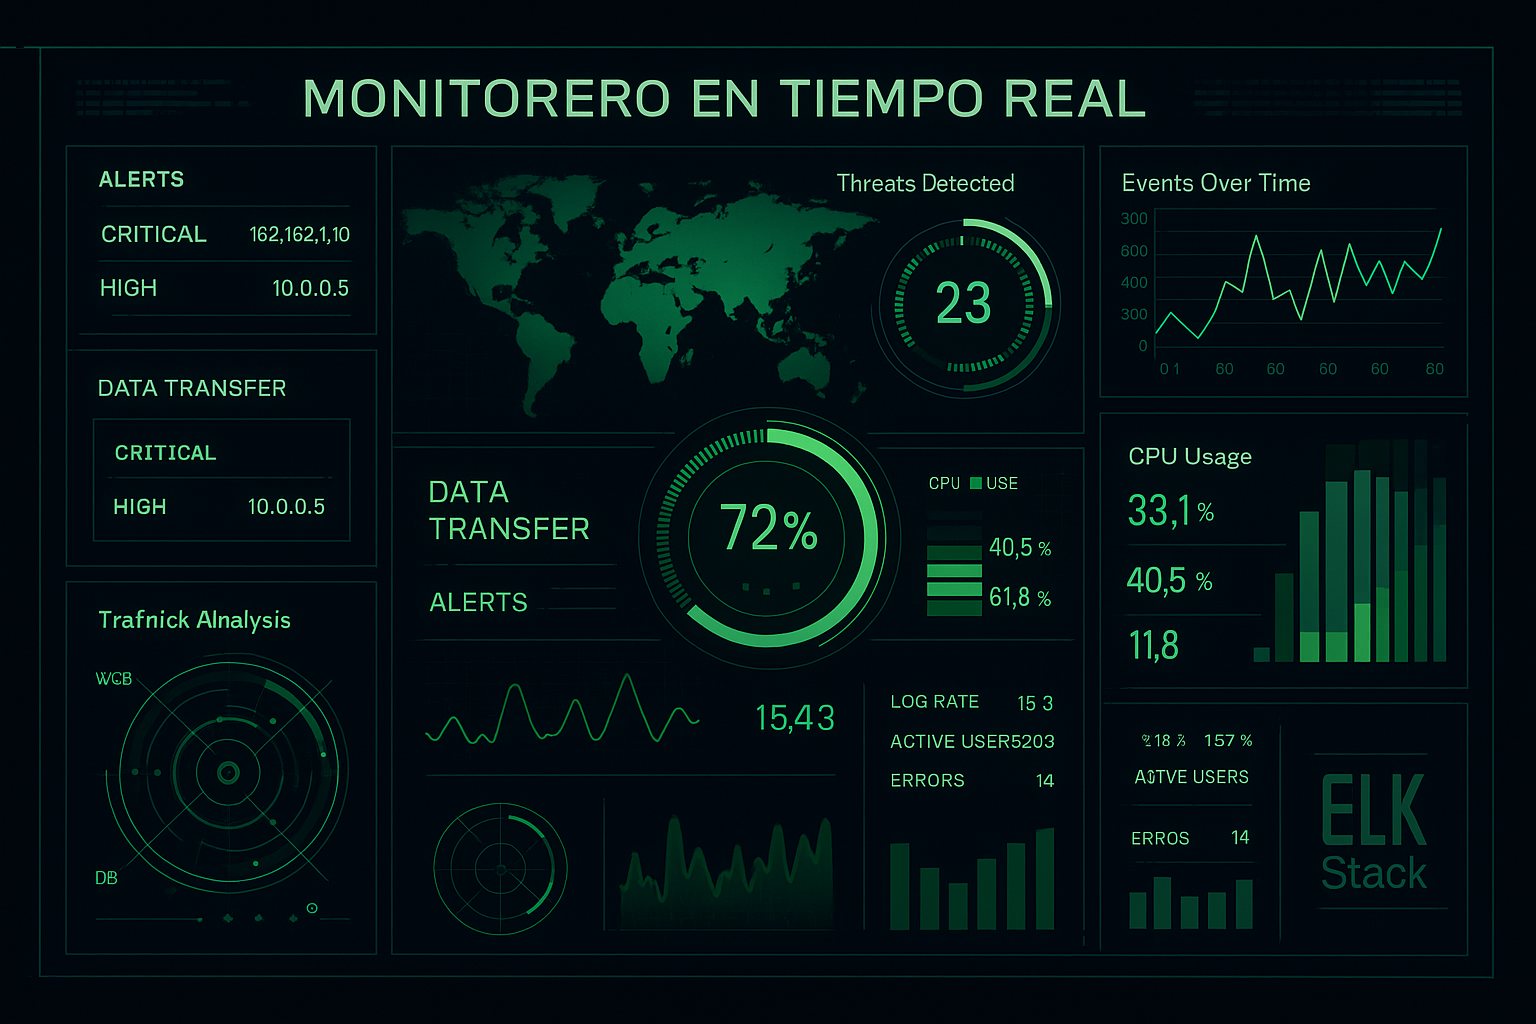 MONITORERO EN TIEMPO REAL
ALERTS
CRITICAL 162,162,1,10
HIGH 10.0.0.5
DATA TRANSFER
CRITICAL
HIGH 10.0.0.5
Trafnick Alnalysis
WCB
DB
Threats Detected
23
DATA
TRANSFER
ALERTS
72%
CPU USE
40,5 %
61,8 %
15,43
LOG RATE 15 3
ACTIVE USER5203
ERRORS 14
Events Over Time
300
600
400
300
0
0 1 60 60 60 60 60
CPU Usage
33,1 %
40,5 %
11,8
157 %
USERS
ERROS 14
ELK
Stack